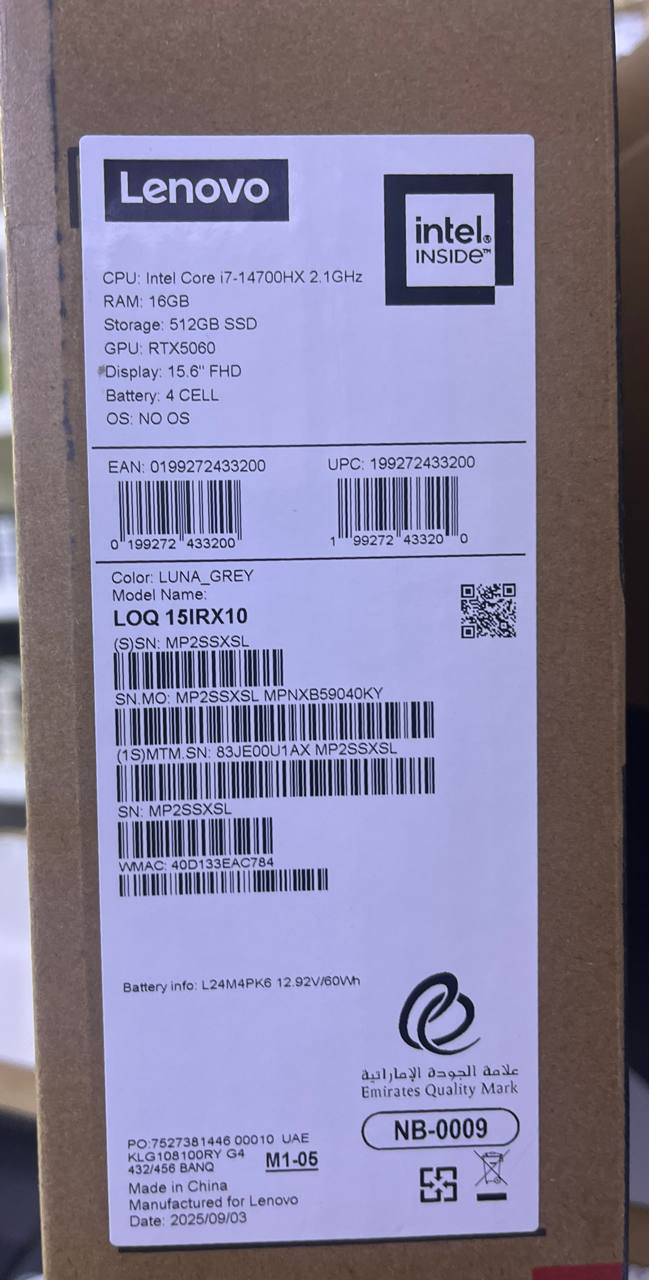 Lenovo
intel.
INSIDE™
CPU: Intel Core i7-14700HX 2.1GHz
RAM: 16GB
Storage: 512GB SSD
GPU: RTX5060
Display: 15.6" FHD
Battery: 4 CELL
OS: NO OS
EAN: 0199272433200
UPC: 199272433200
0 199272 433200
1 99272 43320 0
Color: LUNA_GREY
Model Name:
LOQ 15IRX10
(S)SN: MP2SSXSL
SN.MO: MP2SSXSL MPNXB59040KY
(1S)MTM.SN: 83JE00U1AX MP2SSXSL
SN: MP2SSXSL
WMAC: 40D133EAC784
Battery info: L24M4PK6 12.92V/60Wh
علامة الجودة الإماراتية
Emirates Quality Mark
NB-0009
PO:7527381446 00010 UAE
KLG108100RY G4
432/456 BANQ
M1-05
Made in China
Manufactured for Lenovo
Date: 2025/09/03